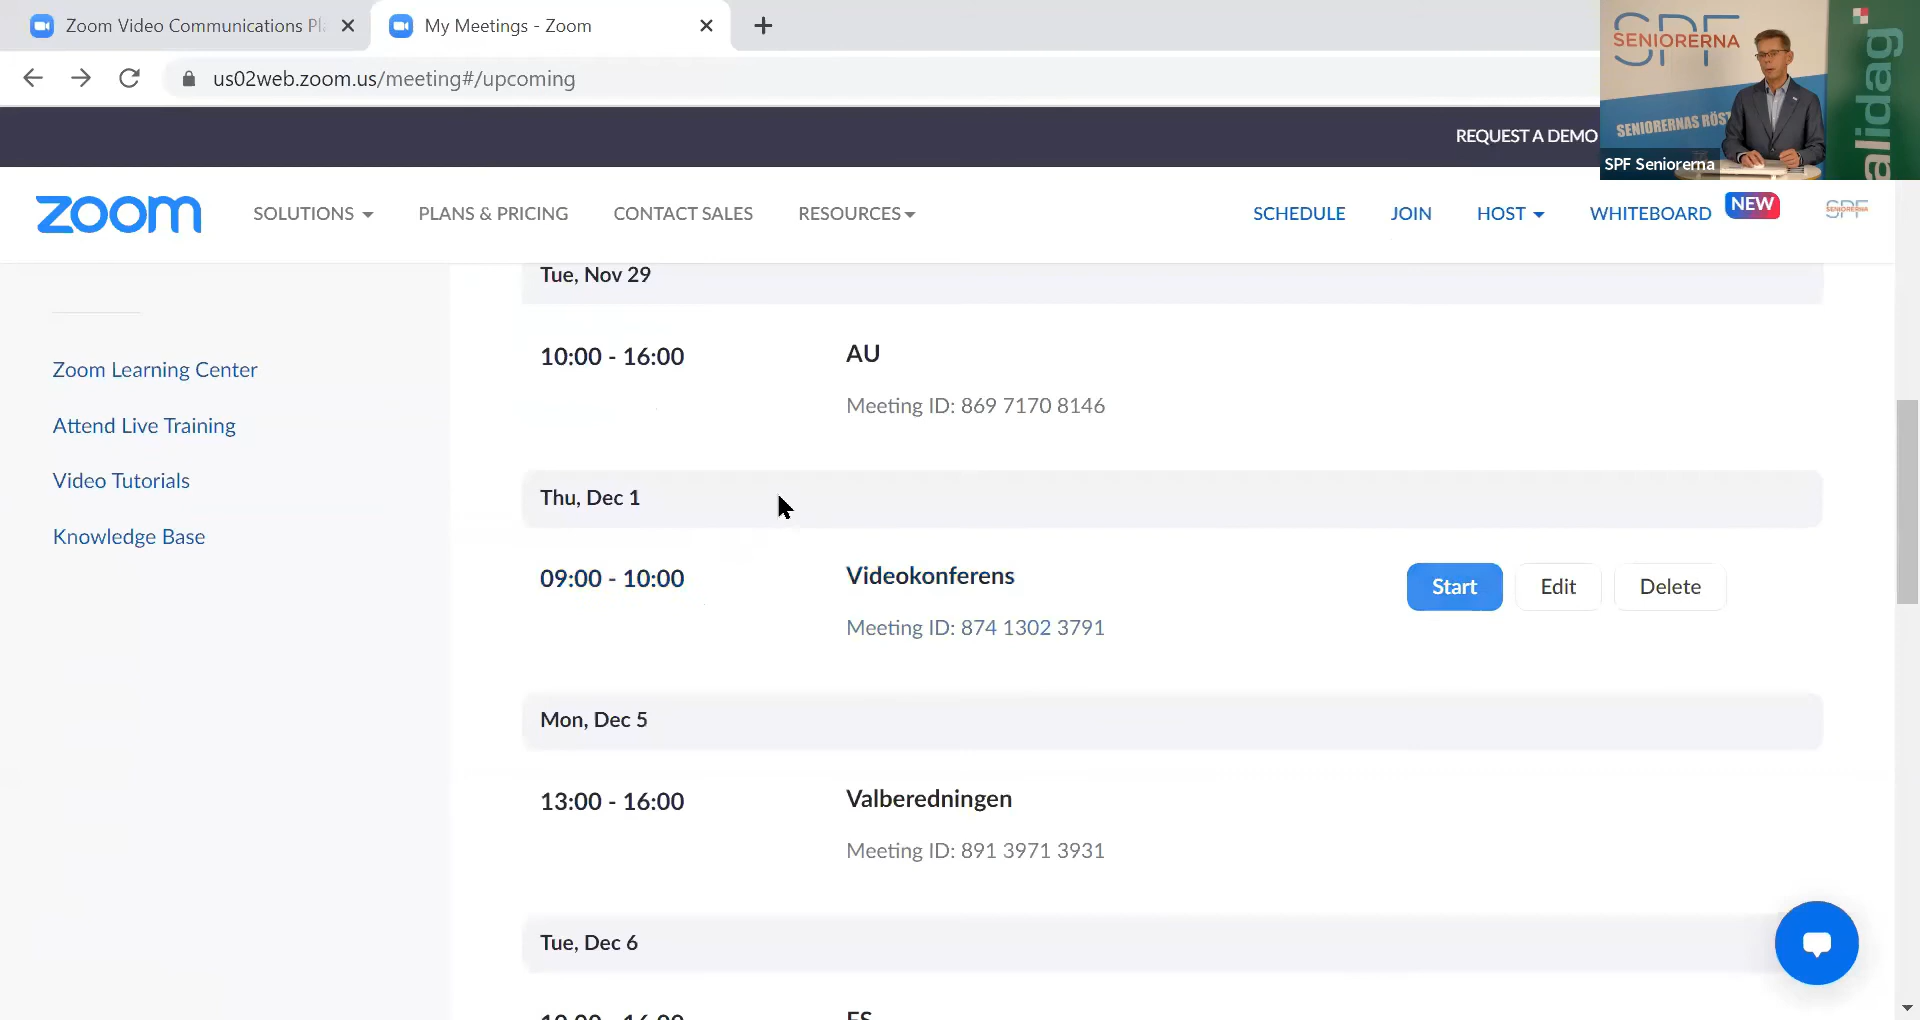 Zoom Video Communications Pl
My Meetings - Zoom
us02web.zoom.us/meeting#/upcoming
REQUEST A DEMO
SPF
SENIORERNA
SENIORERNAS RÖST
alidag
SPF Seniorerna
zoom
SOLUTIONS
PLANS & PRICING
CONTACT SALES
RESOURCES
SCHEDULE
JOIN
HOST
WHITEBOARD
NEW
SPF
SENIORERNA
Zoom Learning Center
Attend Live Training
Video Tutorials
Knowledge Base
Tue, Nov 29
10:00 - 16:00
AU
Meeting ID: 869 7170 8146
Thu, Dec 1
09:00 - 10:00
Videokonferens
Start
Edit
Delete
Meeting ID: 874 1302 3791
Mon, Dec 5
13:00 - 16:00
Valberedningen
Meeting ID: 891 3971 3931
Tue, Dec 6